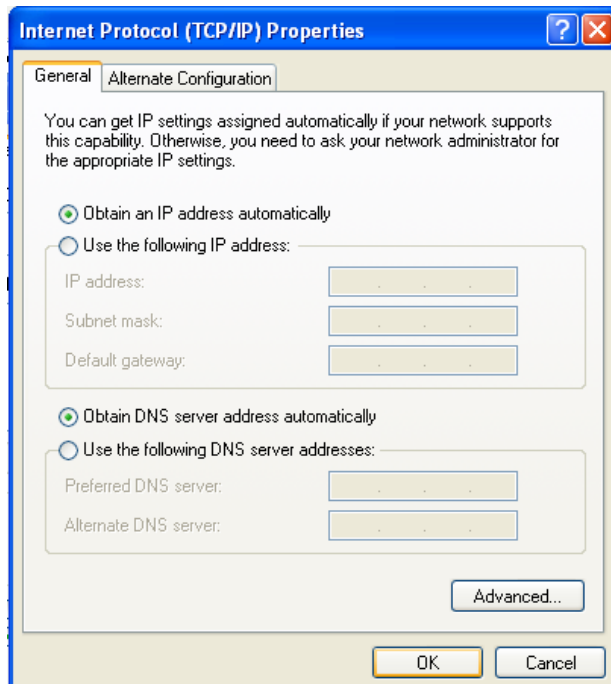 Internet Protocol (TCP/IP) Properties
General
Alternate Configuration
You can get IP settings assigned automatically if your network supports
this capability. Otherwise, you need to ask your network administrator for
the appropriate IP settings.
Obtain an IP address automatically
Use the following IP address:
IP address:
Subnet mask:
Default gateway:
Obtain DNS server address automatically
Use the following DNS server addresses:
Preferred DNS server:
Alternate DNS server:
Advanced...
OK
Cancel